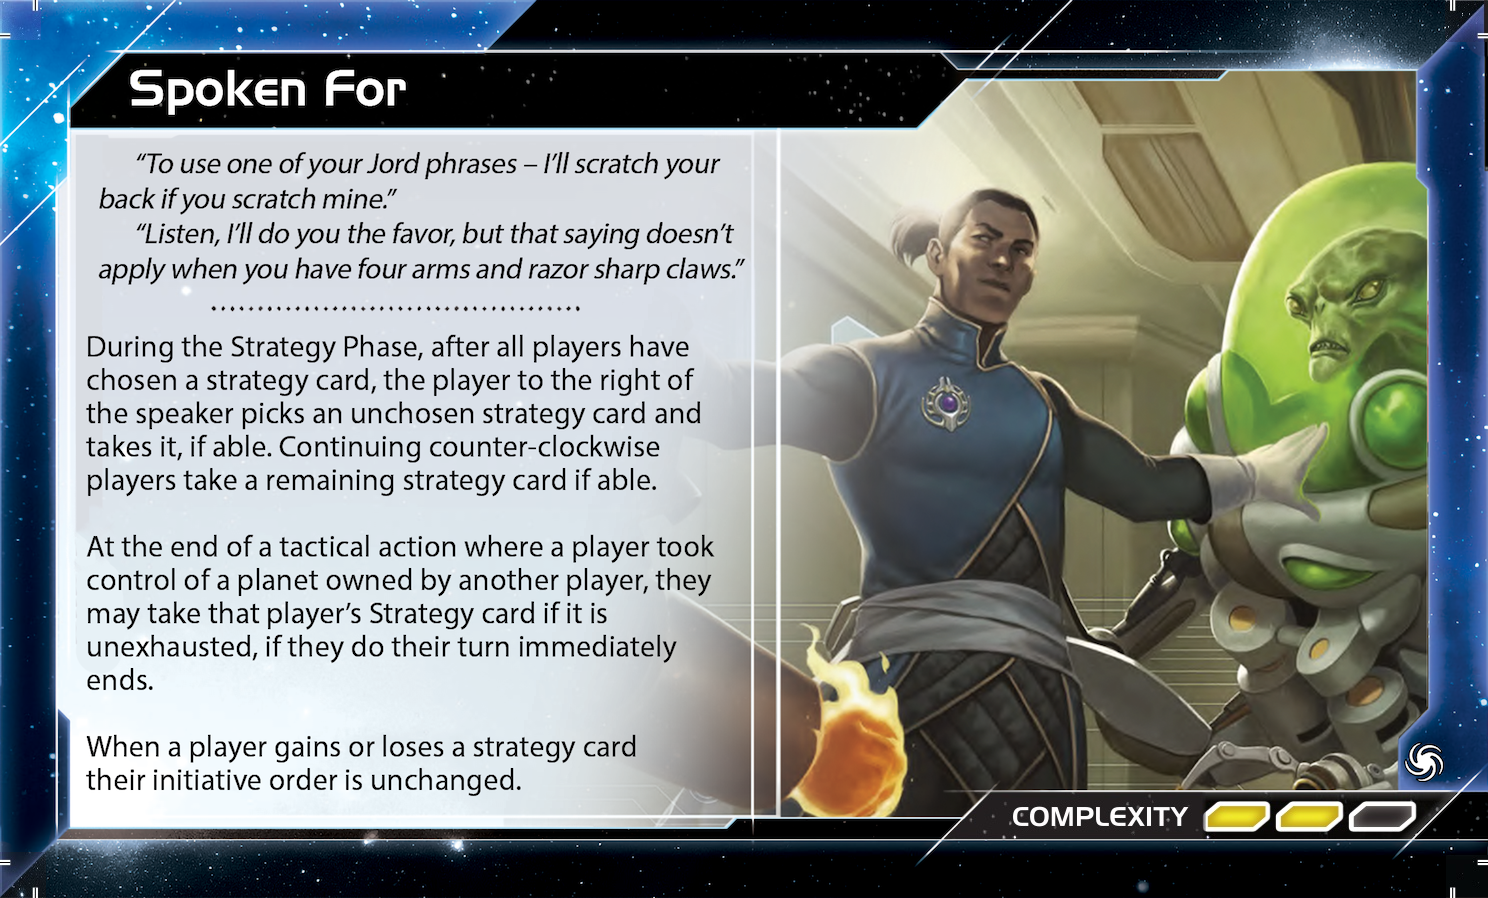 Spoken For
“To use one of your Jord phrases – I’ll scratch your
back if you scratch mine.”
“Listen, I’ll do you the favor, but that saying doesn’t
apply when you have four arms and razor sharp claws.”
During the Strategy Phase, after all players have
chosen a strategy card, the player to the right of
the speaker picks an unchosen strategy card and
takes it, if able. Continuing counter-clockwise
players take a remaining strategy card if able.
At the end of a tactical action where a player took
control of a planet owned by another player, they
may take that player’s Strategy card if it is
unexhausted, if they do their turn immediately
ends.
When a player gains or loses a strategy card
their initiative order is unchanged.
COMPLEXITY